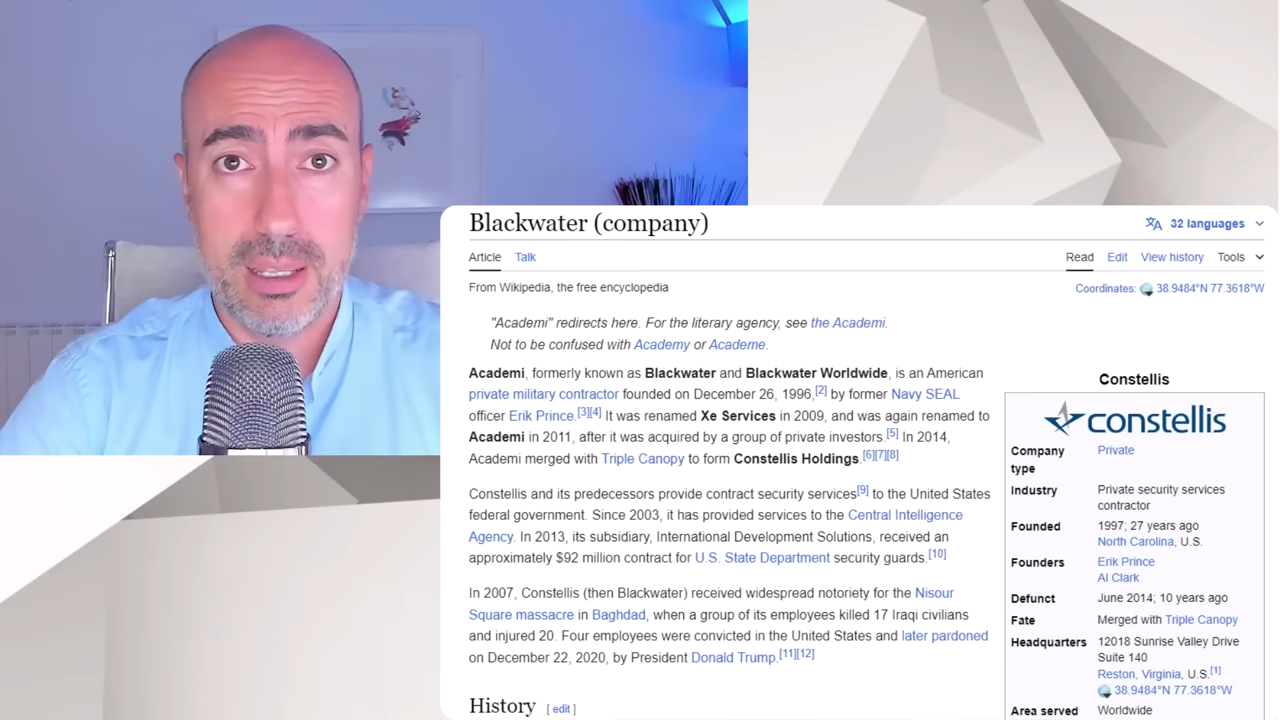 Blackwater (company)
32 languages
Article Talk
Read Edit View history Tools
From Wikipedia, the free encyclopedia
Coordinates: 38.9484°N 77.3618°W
"Academi" redirects here. For the literary agency, see the Academi.
Not to be confused with Academy or Academe.
Academi, formerly known as Blackwater and Blackwater Worldwide, is an American
private military contractor founded on December 26, 1996,[2] by former Navy SEAL
officer Erik Prince.[3][4] It was renamed Xe Services in 2009, and was again renamed to
Academi in 2011, after it was acquired by a group of private investors.[5] In 2014,
Academi merged with Triple Canopy to form Constellis Holdings.[6][7][8]
Constellis and its predecessors provide contract security services[9] to the United States
federal government. Since 2003, it has provided services to the Central Intelligence
Agency. In 2013, its subsidiary, International Development Solutions, received an
approximately $92 million contract for U.S. State Department security guards.[10]
In 2007, Constellis (then Blackwater) received widespread notoriety for the Nisour
Square massacre in Baghdad, when a group of its employees killed 17 Iraqi civilians
and injured 20. Four employees were convicted in the United States and later pardoned
on December 22, 2020, by President Donald Trump.[11][12]
History [ edit ]
Constellis
constellis
Company type Private
Industry Private security services
contractor
Founded 1997; 27 years ago
North Carolina, U.S.
Founders Erik Prince
Al Clark
Defunct June 2014; 10 years ago
Fate Merged with Triple Canopy
Headquarters 12018 Sunrise Valley Drive
Suite 140
Reston, Virginia, U.S.[1]
38.9484°N 77.3618°W
Area served Worldwide